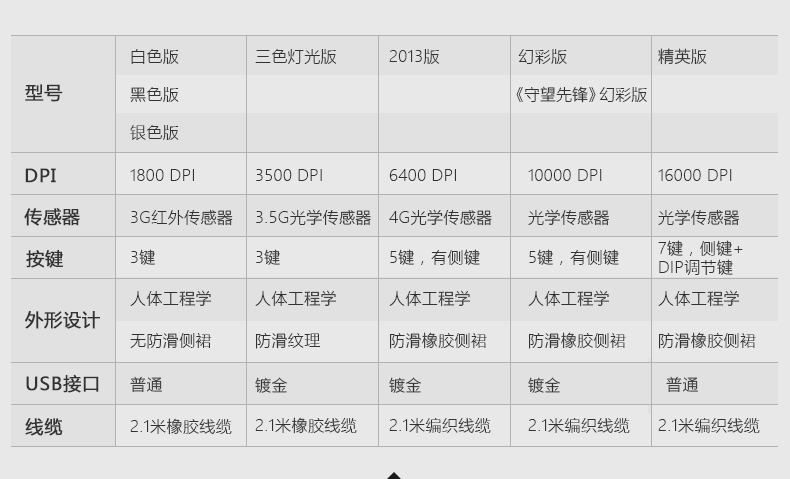 型号 白色版 三色灯光版 2013版 幻彩版 精英版
黑色版 《守望先锋》幻彩版
银色版
DPI 1800 DPI 3500 DPI 6400 DPI 10000 DPI 16000 DPI
传感器 3G红外传感器 3.5G光学传感器 4G光学传感器 光学传感器 光学传感器
按键 3键 3键 5键，有侧键 5键，有侧键 7键，侧键+
DIP调节键
外形设计 人体工程学 人体工程学 人体工程学 人体工程学 人体工程学
无防滑侧裙 防滑纹理 防滑橡胶侧裙 防滑橡胶侧裙 防滑橡胶侧裙
USB接口 普通 镀金 镀金 镀金 普通
线缆 2.1米橡胶线缆 2.1米橡胶线缆 2.1米编织线缆 2.1米编织线缆 2.1米编织线缆